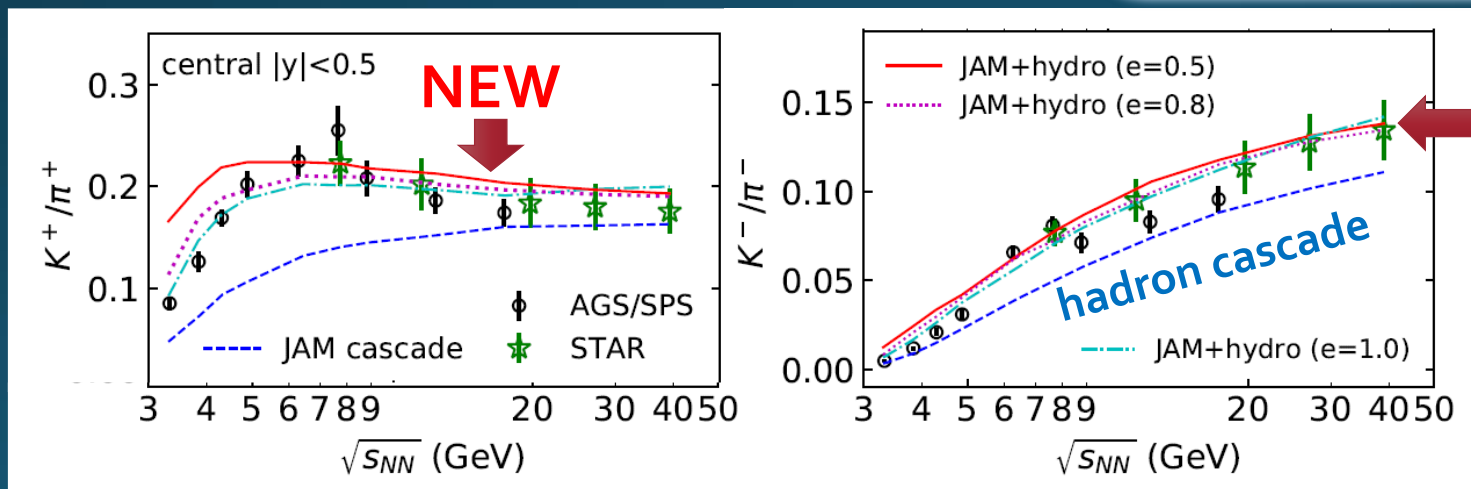 central |y|<0.5
NEW
0.3
0.2
0.1
K⁺/π⁺
AGS/SPS
STAR
JAM cascade
3 4 5 6 7 8 9 20 30 40 50
√sNN (GeV)
JAM+hydro (e=0.5)
JAM+hydro (e=0.8)
0.15
0.10
0.05
0.00
K⁻/π⁻
hadron cascade
JAM+hydro (e=1.0)
3 4 5 6 7 8 9 20 30 40 50
√sNN (GeV)